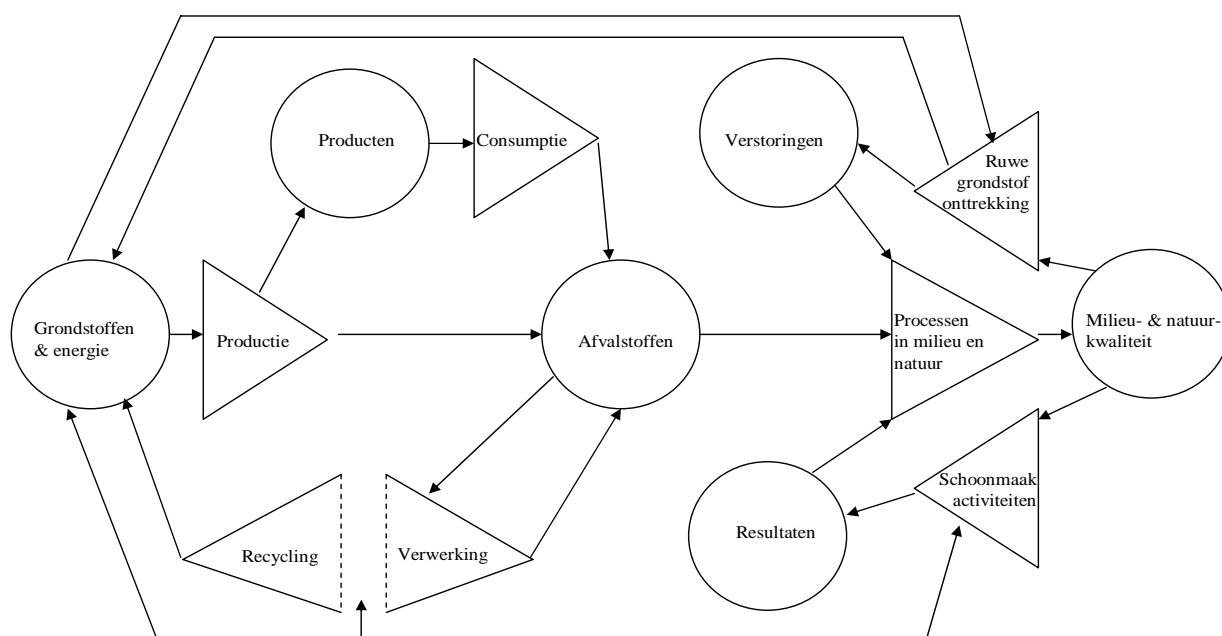 Producten
Consumptie
Verstoringen
Ruwe
grondstof
onttrekking
Grondstoffen
& energie
Productie
Afvalstoffen
Processen
in milieu en
natuur
Milieu- & natuur-
kwaliteit
Recycling
Verwerking
Resultaten
Schoonmaak
activiteiten